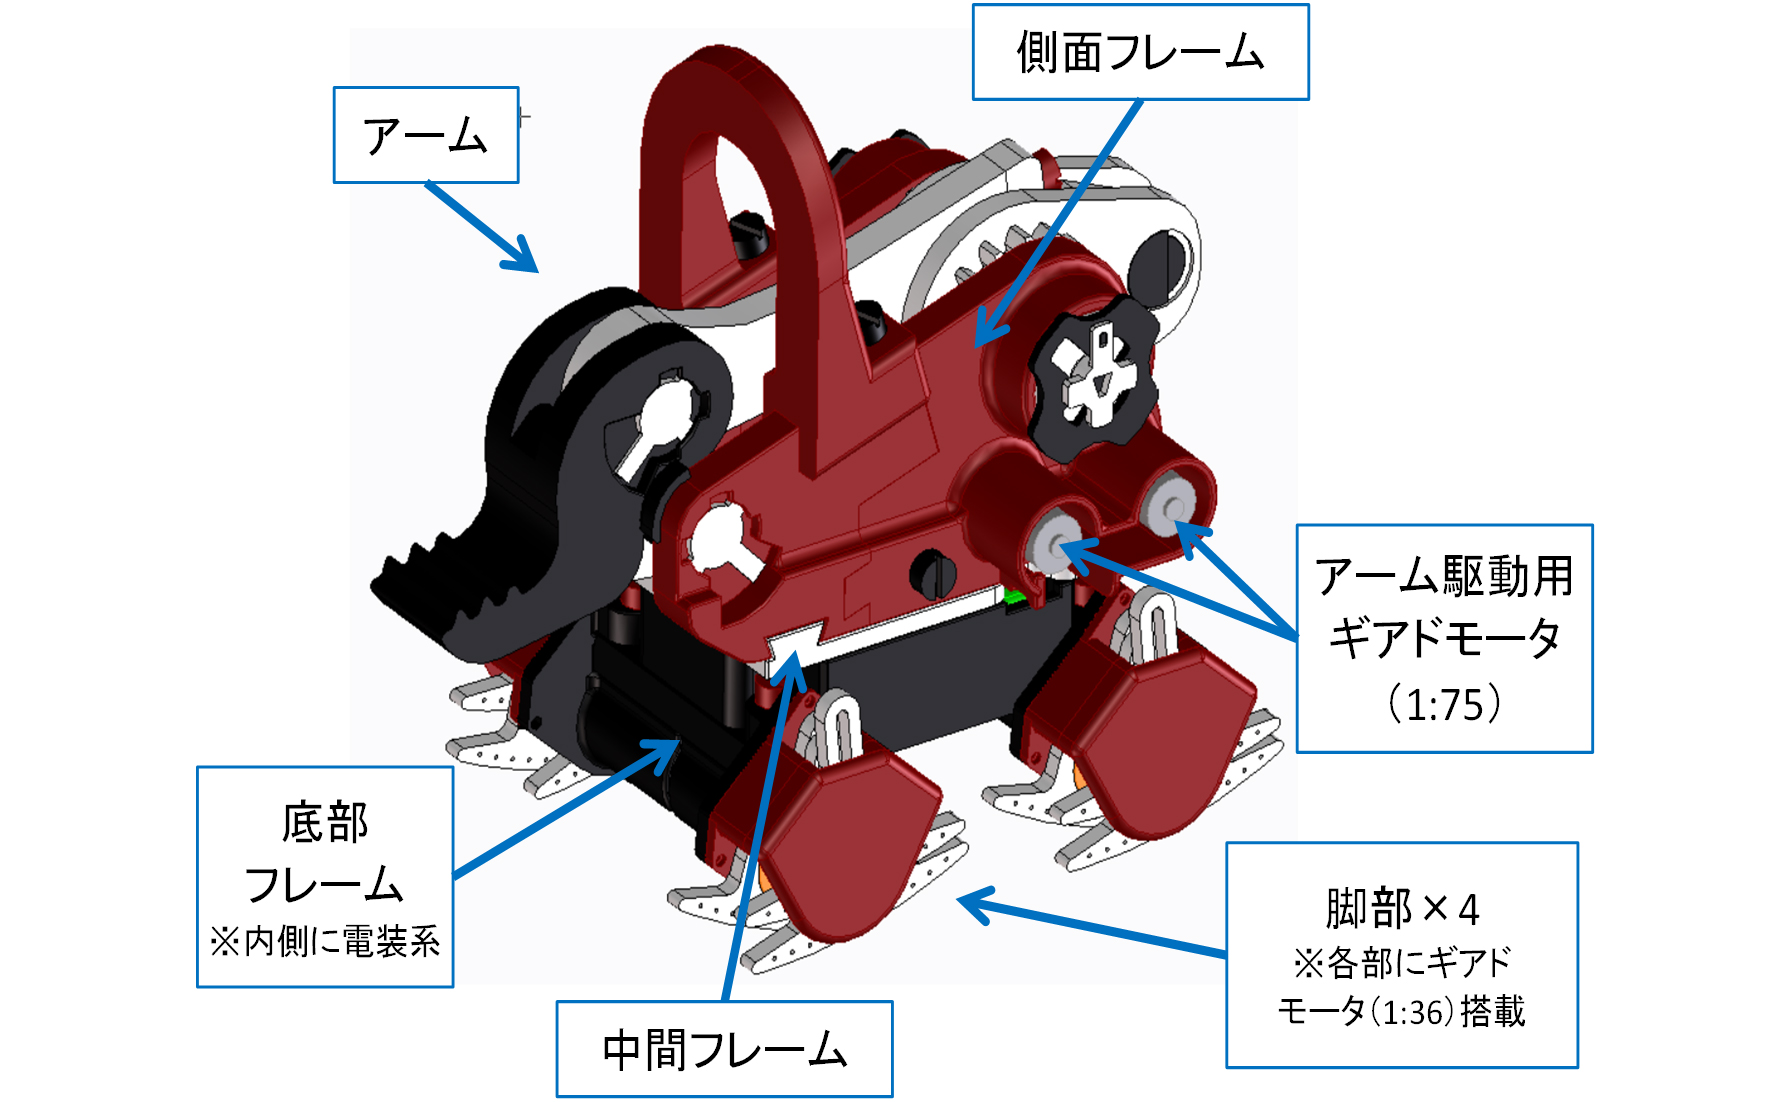 側面フレーム
アーム
アーム駆動用
ギアドモータ
（1:75）
底部
フレーム
※内側に電装系
脚部×4
※各部にギアド
モータ（1:36）搭載
中間フレーム